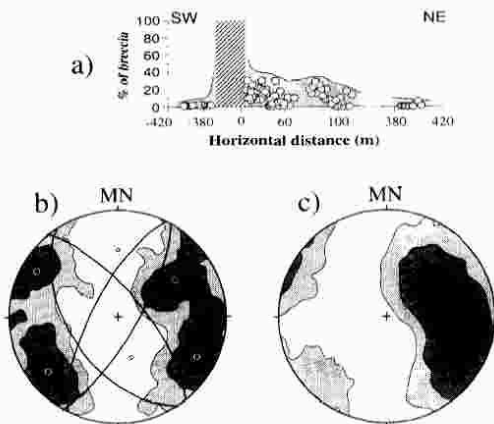 SW NE
a)
% of breccia
100
80
60
40
20
0
-420 -380 0 60 100 380 420
Horizontal distance (m)
b) MN
c) MN